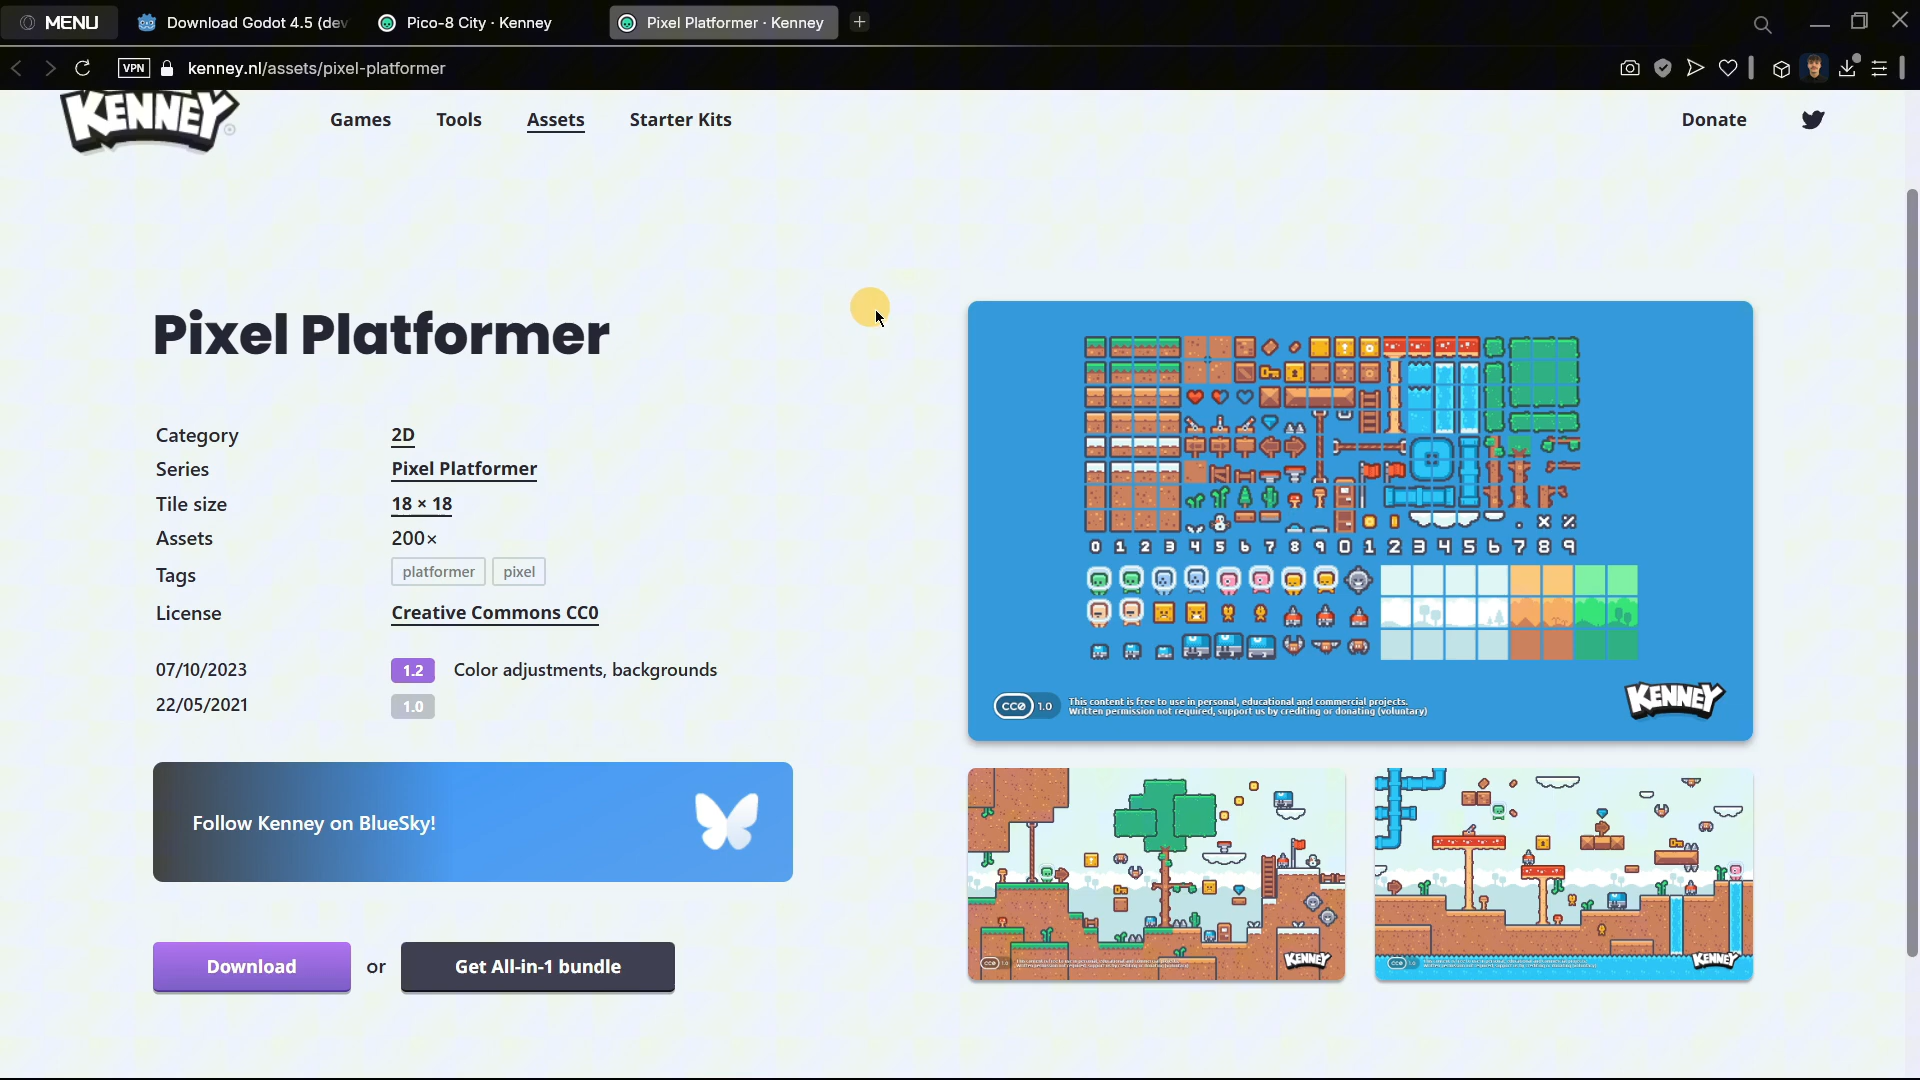 MENU
Download Godot 4.5 (dev
Pico-8 City · Kenney
Pixel Platformer · Kenney
VPN
kenney.nl/assets/pixel-platformer
KENNEY
Games
Tools
Assets
Starter Kits
Donate
Pixel Platformer
Category
2D
Series
Pixel Platformer
Tile size
18 × 18
Assets
200×
Tags
platformer
pixel
License
Creative Commons CC0
07/10/2023
1.2
Color adjustments, backgrounds
22/05/2021
1.0
Follow Kenney on BlueSky!
Download
or
Get All-in-1 bundle
0 1 2 3 4 5 6 7 8 9 0 1 2 3 4 5 6 7 8 9
CC0 1.0
This content is free to use in personal, educational and commercial projects.
Written permission not required, support us by crediting or donating (voluntary)
KENNEY
KENNEY
KENNEY